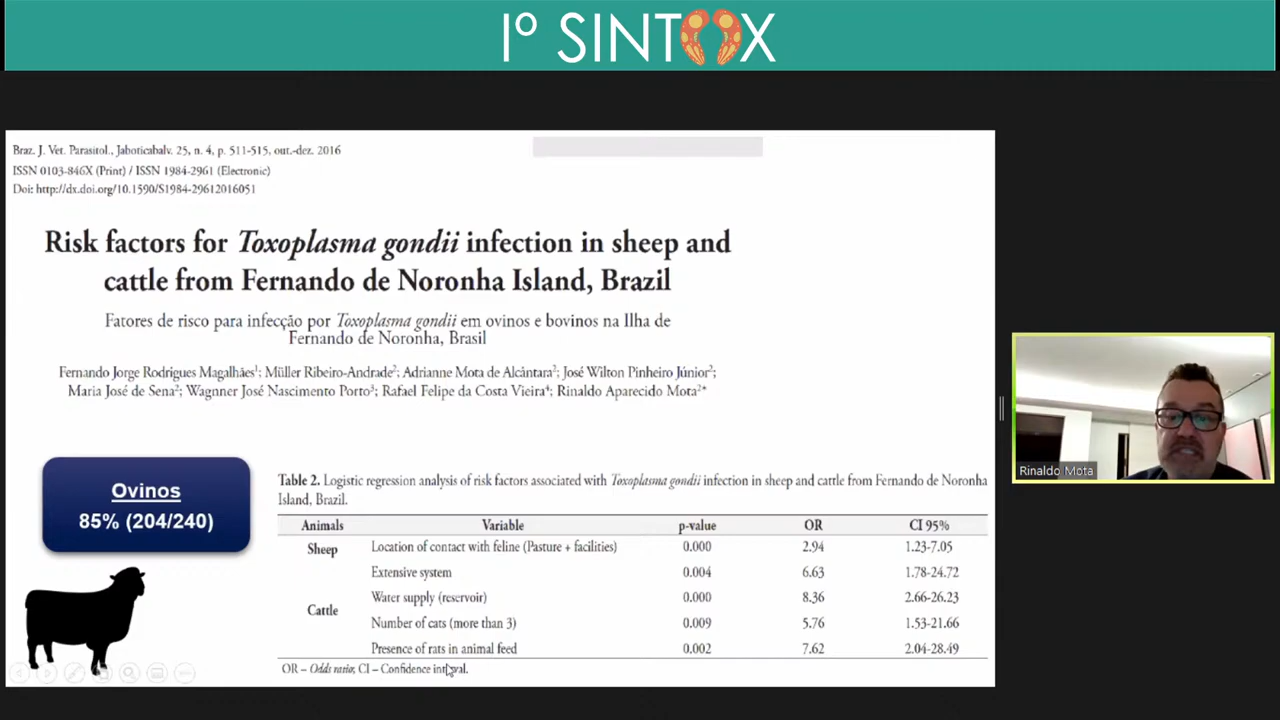 1º SINTOX
Braz. J. Vet. Parasitol., Jaboticabalv. 25, n. 4, p. 511-515, out.-dez. 2016
ISSN 0103-846X (Print) / ISSN 1984-2961 (Electronic)
Doi: http://dx.doi.org/10.1590/S1984-29612016051
Risk factors for Toxoplasma gondii infection in sheep and
cattle from Fernando de Noronha Island, Brazil
Fatores de risco para infecção por Toxoplasma gondii em ovinos e bovinos na Ilha de
Fernando de Noronha, Brasil
Fernando Jorge Rodrigues Magalhães¹; Müller Ribeiro-Andrade²; Adrianne Mota de Alcântara²; José Wilton Pinheiro Júnior²;
Maria José de Sena²; Wagnner José Nascimento Porto³; Rafael Felipe da Costa Vieira⁴; Rinaldo Aparecido Mota²*
Ovinos
85% (204/240)
Table 2. Logistic regression analysis of risk factors associated with Toxoplasma gondii infection in sheep and cattle from Fernando de Noronha
Island, Brazil.
Animals Variable p-value OR CI 95%
Sheep Location of contact with feline (Pasture + facilities) 0.000 2.94 1.23-7.05
Extensive system 0.004 6.63 1.78-24.72
Cattle Water supply (reservoir) 0.000 8.36 2.66-26.23
Number of cats (more than 3) 0.009 5.76 1.53-21.66
Presence of rats in animal feed 0.002 7.62 2.04-28.49
OR – Odds ratio; CI – Confidence interval.
Rinaldo Mota